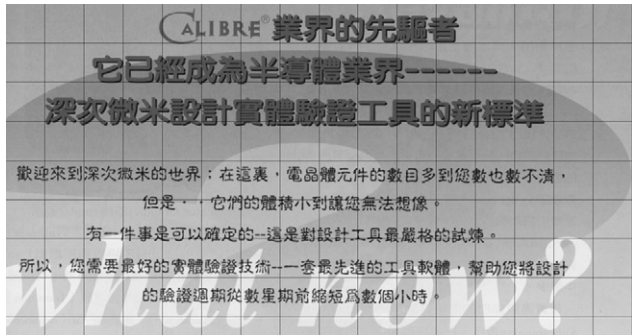 CALIBRE® 業界的先驅者
它已經成為半導體業界------
深次微米設計實體驗證工具的新標準
歡迎來到深次微米的世界；在這裏，電晶體元件的數目多到您數也數不清，
但是．．它們的體積小到讓您無法想像。
有一件事是可以確定的--這是對設計工具最嚴格的試煉。
所以，您需要最好的實體驗證技術--一套最先進的工具軟體，幫助您將設計
的驗證週期從數星期前縮短爲數個小時。
what now?